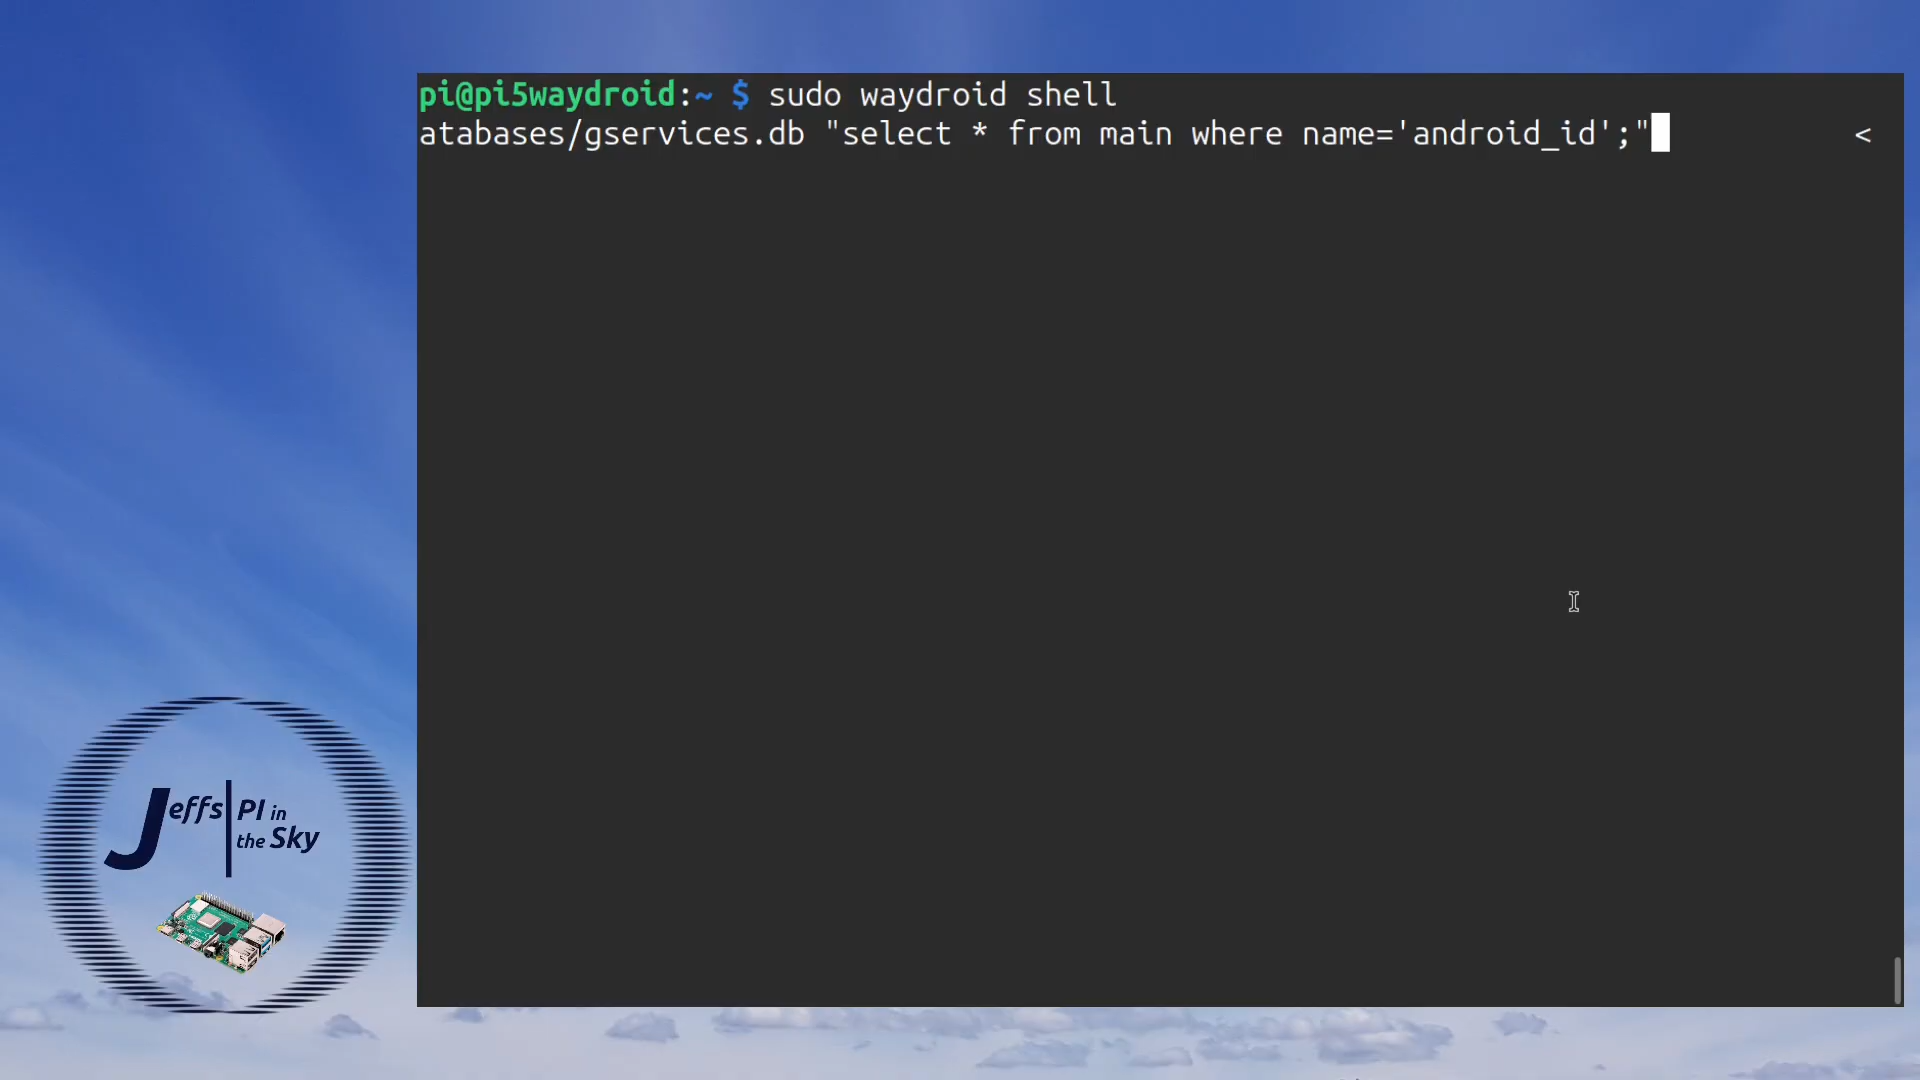 pi@pi5waydroid:~ $ sudo waydroid shell
atabases/gservices.db "select * from main where name='android_id';" <
Jeffs PI in
the Sky